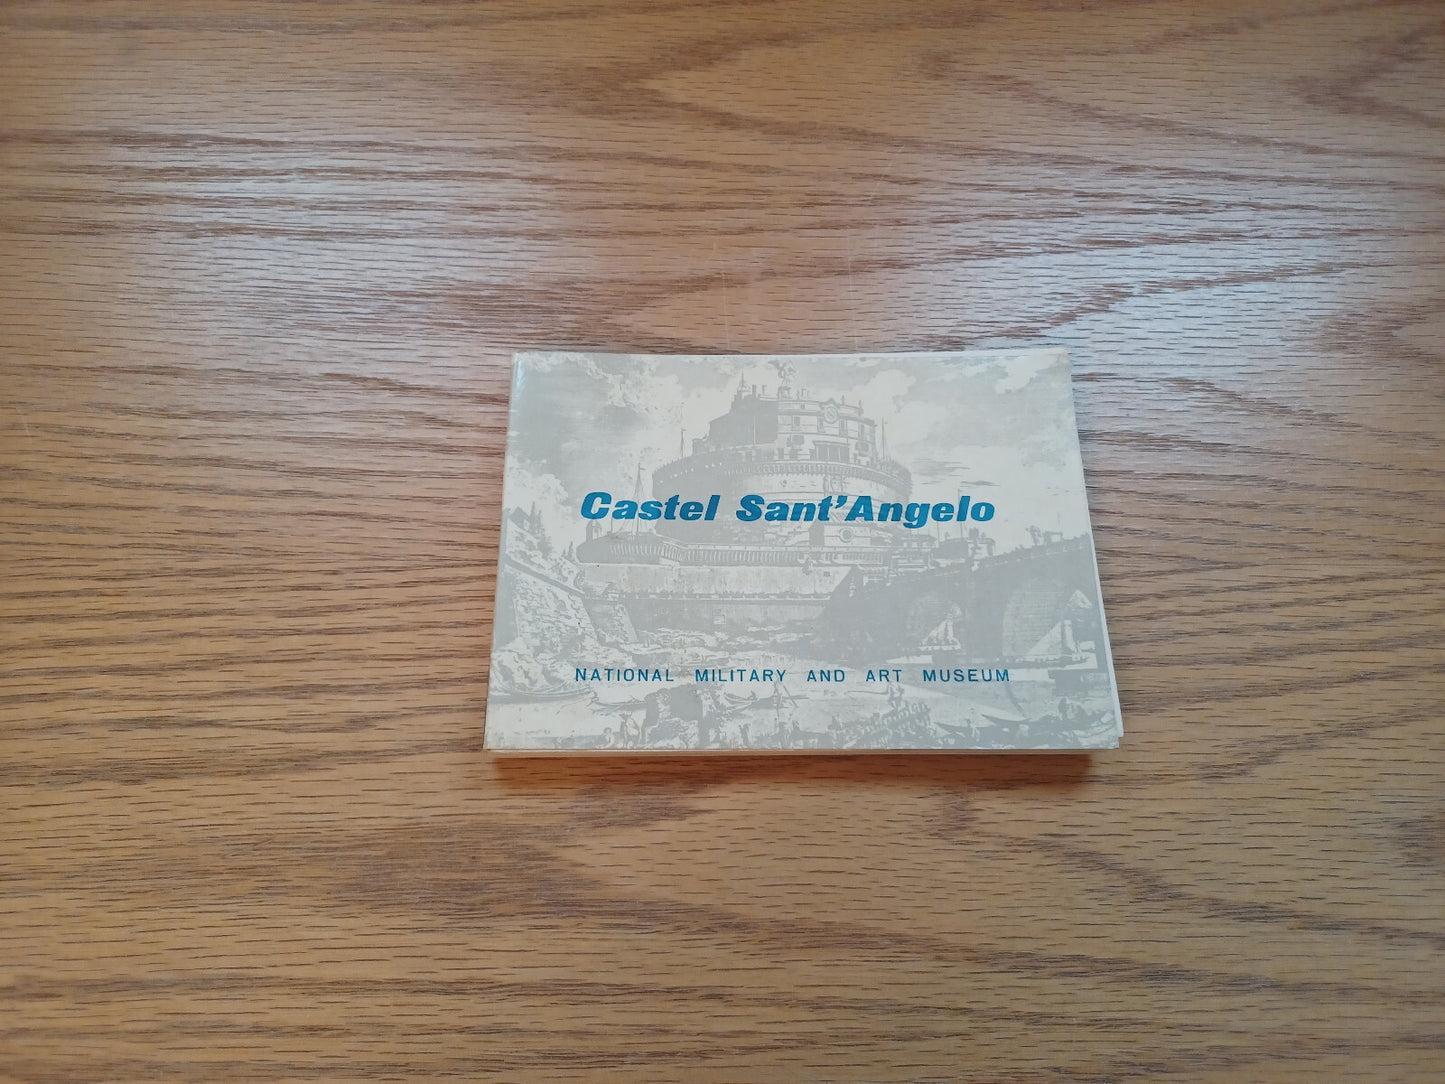 Castel Sant'Angelo
NATIONAL MILITARY AND ART MUSEUM